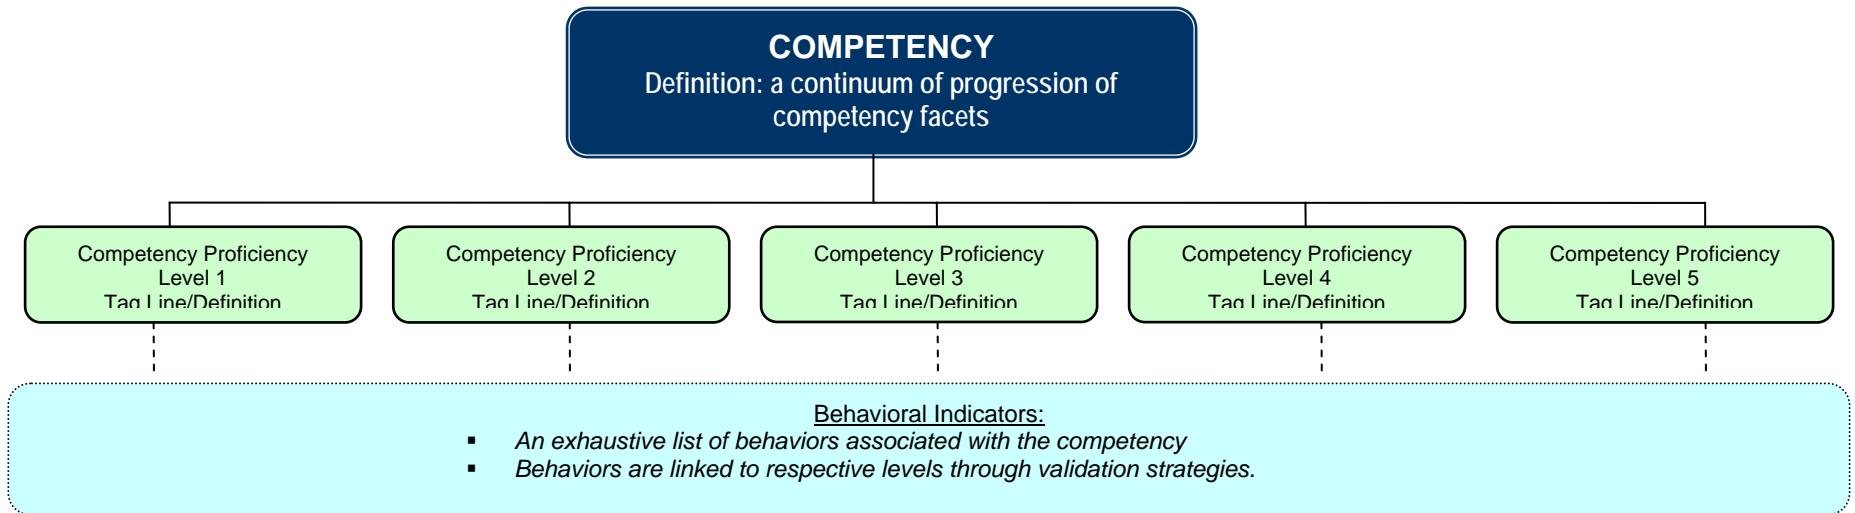 COMPETENCY
Definition: a continuum of progression of
competency facets
Competency Proficiency
Level 1
Tag Line/Definition
Competency Proficiency
Level 2
Tag Line/Definition
Competency Proficiency
Level 3
Tag Line/Definition
Competency Proficiency
Level 4
Tag Line/Definition
Competency Proficiency
Level 5
Tag Line/Definition
Behavioral Indicators:
▪ An exhaustive list of behaviors associated with the competency
▪ Behaviors are linked to respective levels through validation strategies.